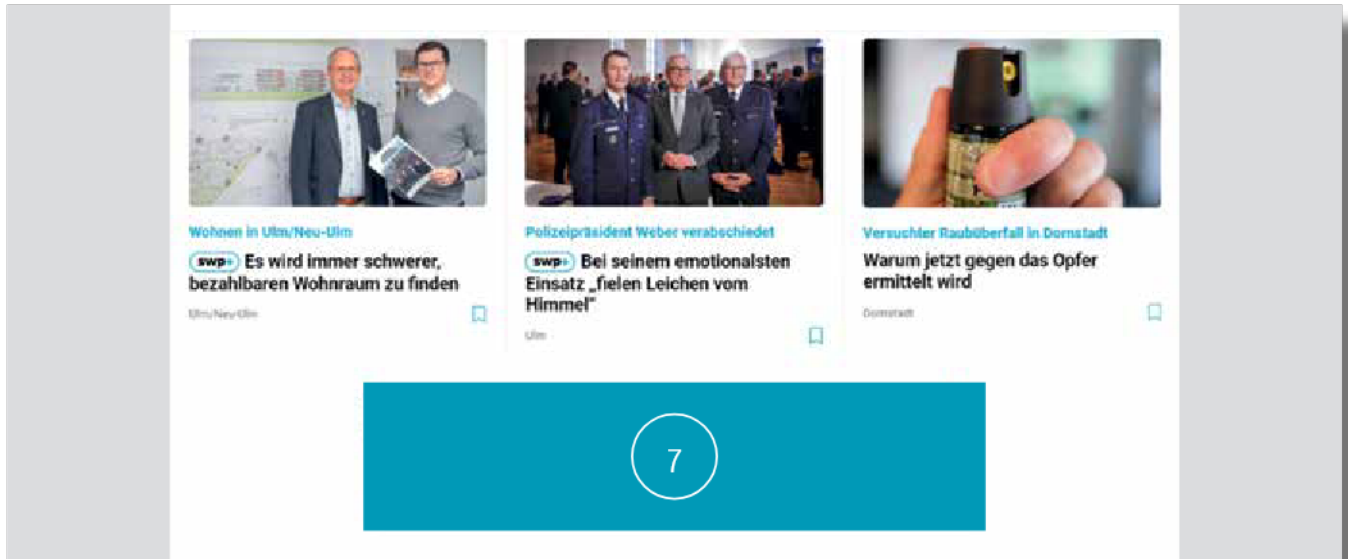 Wohnen in Ulm/Neu-Ulm
swp+ Es wird immer schwerer,
bezahlbaren Wohnraum zu finden
Ulm/Neu-Ulm
Polizeipräsident Weber verabschiedet
swp+ Bei seinem emotionalsten
Einsatz „fielen Leichen vom
Himmel“
Ulm
Versuchter Raubüberfall in Dornstadt
Warum jetzt gegen das Opfer
ermittelt wird
Dornstadt
7